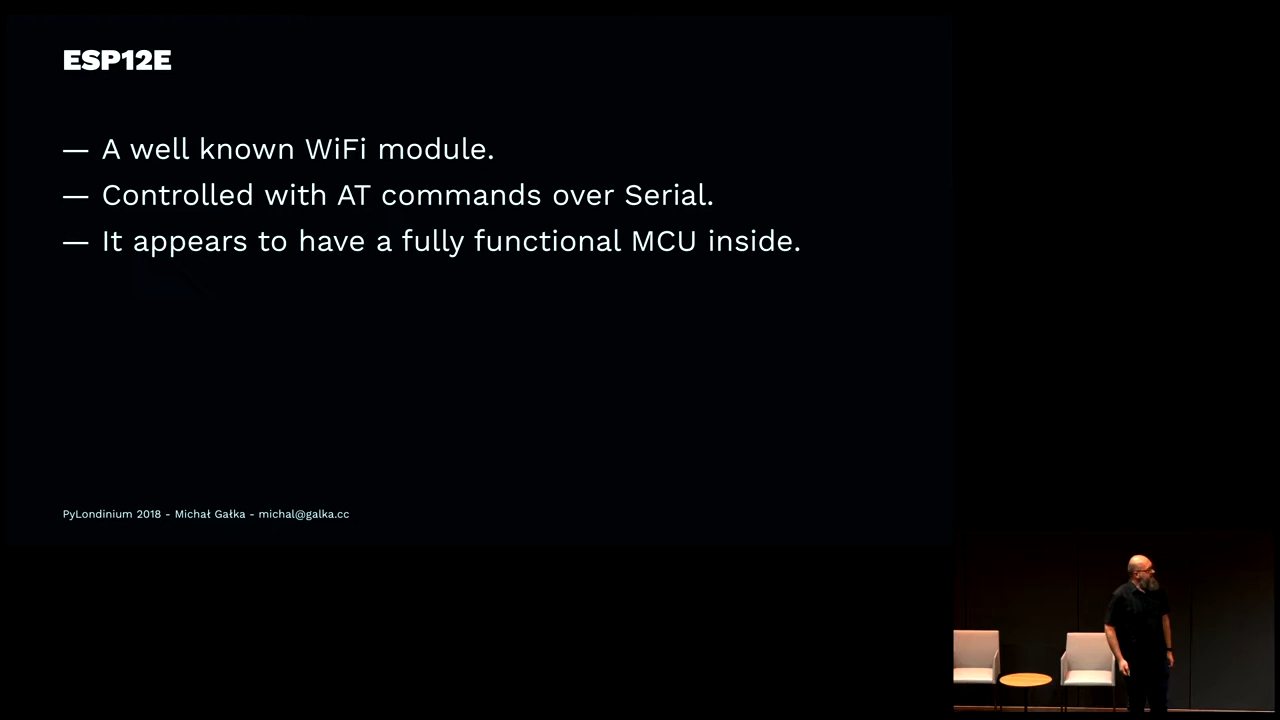 ESP12E
— A well known WiFi module.
— Controlled with AT commands over Serial.
— It appears to have a fully functional MCU inside.
PyLondinium 2018 - Michał Gałka - michal@galka.cc